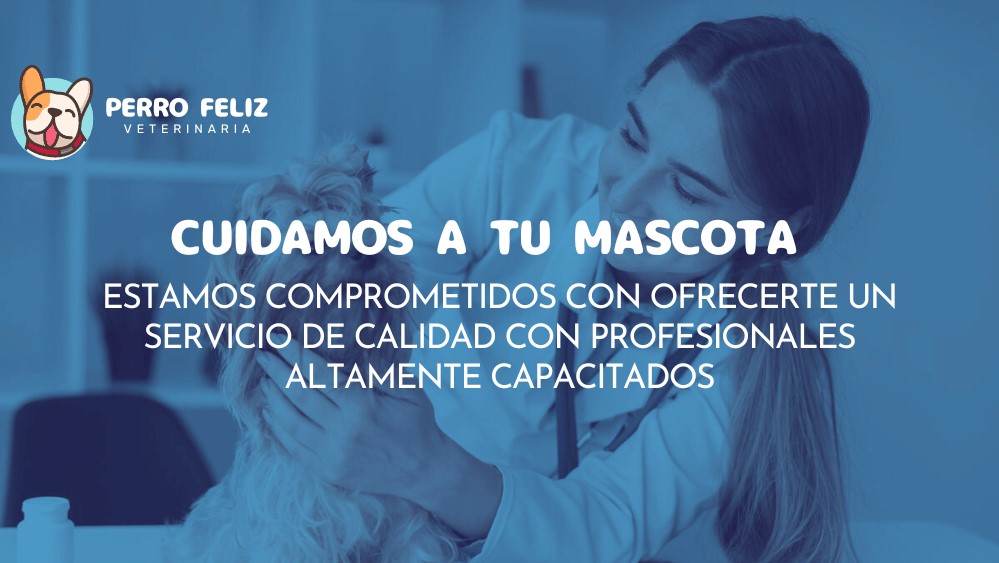 PERRO FELIZ
VETERINARIA
CUIDAMOS A TU MASCOTA
ESTAMOS COMPROMETIDOS CON OFRECERTE UN
SERVICIO DE CALIDAD CON PROFESIONALES
ALTAMENTE CAPACITADOS